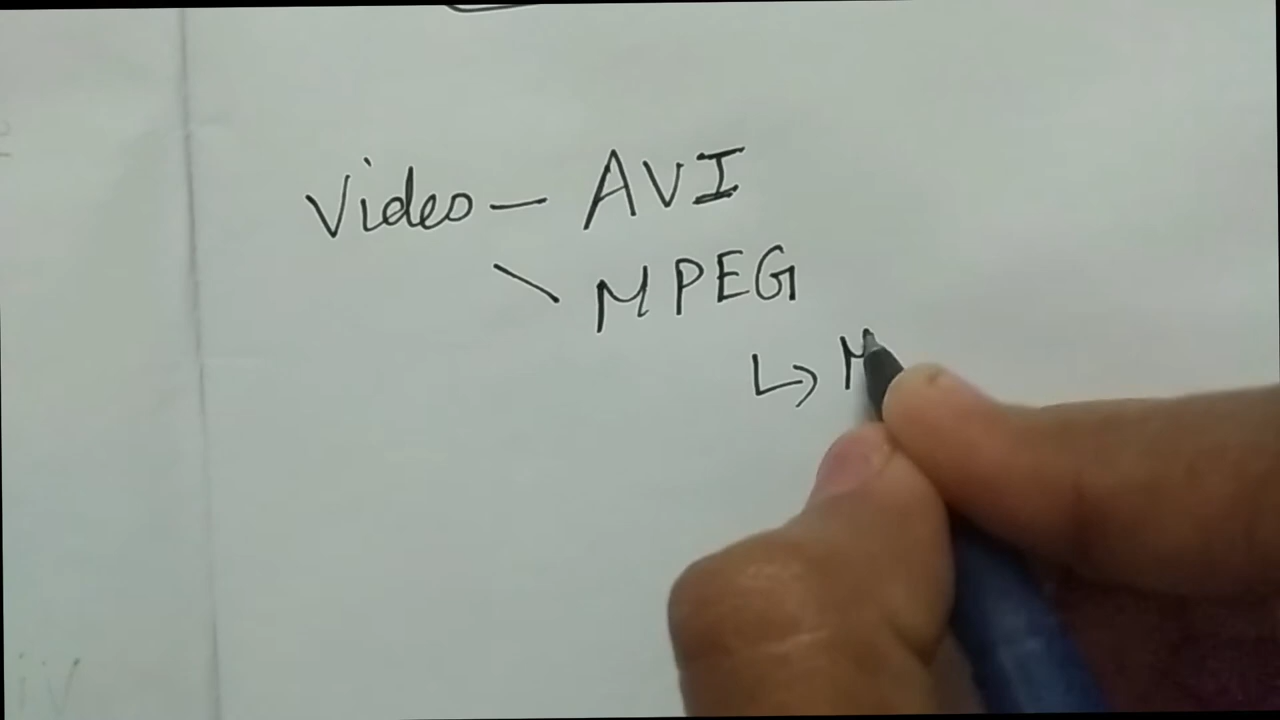 Video – AVI
\ MPEG
↳ M